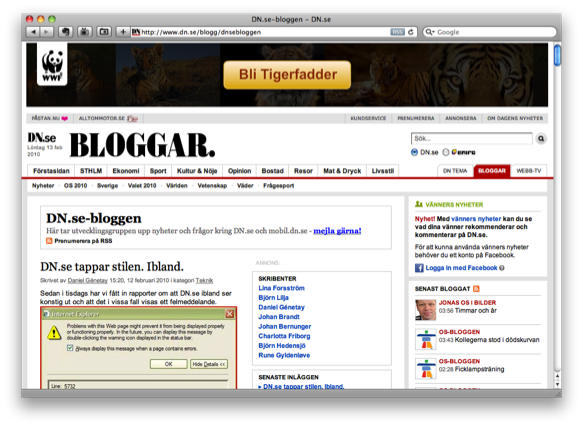 DN.se-bloggen – DN.se
http://www.dn.se/blogg/dnsebloggen
RSS
Google
WWF
Bli Tigerfadder
PÅSTAN.NU
ALLTOMMOTOR.SE
KUNDSERVICE
PRENUMERERA
ANNONSERA
OM DAGENS NYHETER
DN.se
Lördag 13 feb
2010
BLOGGAR.
Sök...
DN.se
Förstasidan
STHLM
Ekonomi
Sport
Kultur & Nöje
Opinion
Bostad
Resor
Mat & Dryck
Livsstil
DN TEMA
BLOGGAR
WEBB-TV
Nyheter · OS 2010 · Sverige · Valet 2010 · Världen · Vetenskap · Väder · Frågesport
DN.se-bloggen
Här tar utvecklingsgruppen upp nyheter och frågor kring DN.se och mobil.dn.se - mejla gärna!
Prenumerera på RSS
DN.se tappar stilen. Ibland.
Skrivet av Daniel Génetay 15:20, 12 februari 2010 i kategori Teknik
Sedan i tisdags har vi fått in rapporter om att DN.se ibland ser
konstig ut och att det i vissa fall visas ett felmeddelande.
Internet Explorer
Problems with this Web page might prevent it from being displayed properly
or functioning properly. In the future, you can display this message by
double-clicking the warning icon displayed in the status bar.
Always display this message when a page contains errors.
OK
Hide Details <<
Line: 5732
ANNONS:
SKRIBENTER
Lina Forsström
Björn Lilja
Daniel Génetay
Johan Brandt
Johan Bernunger
Charlotta Friborg
Björn Hedensjö
Rune Gyldenløve
SENASTE INLÄGGEN
DN.se tappar stilen. Ibland.
VÄNNERS NYHETER
Nyhet! Med vänners nyheter kan du se
vad dina vänner rekommenderar och
kommenterar på DN.se.
För att kunna använda vänners nyheter
behöver du ett konto på Facebook.
Logga in med Facebook
SENAST BLOGGAT
JONAS OS I BILDER
03:56 Timmar och år
OS-BLOGGEN
03:43 Kollegerna stod i dödskurvan
OS-BLOGGEN
02:28 Ficklampsträning
OS-BLOGGEN